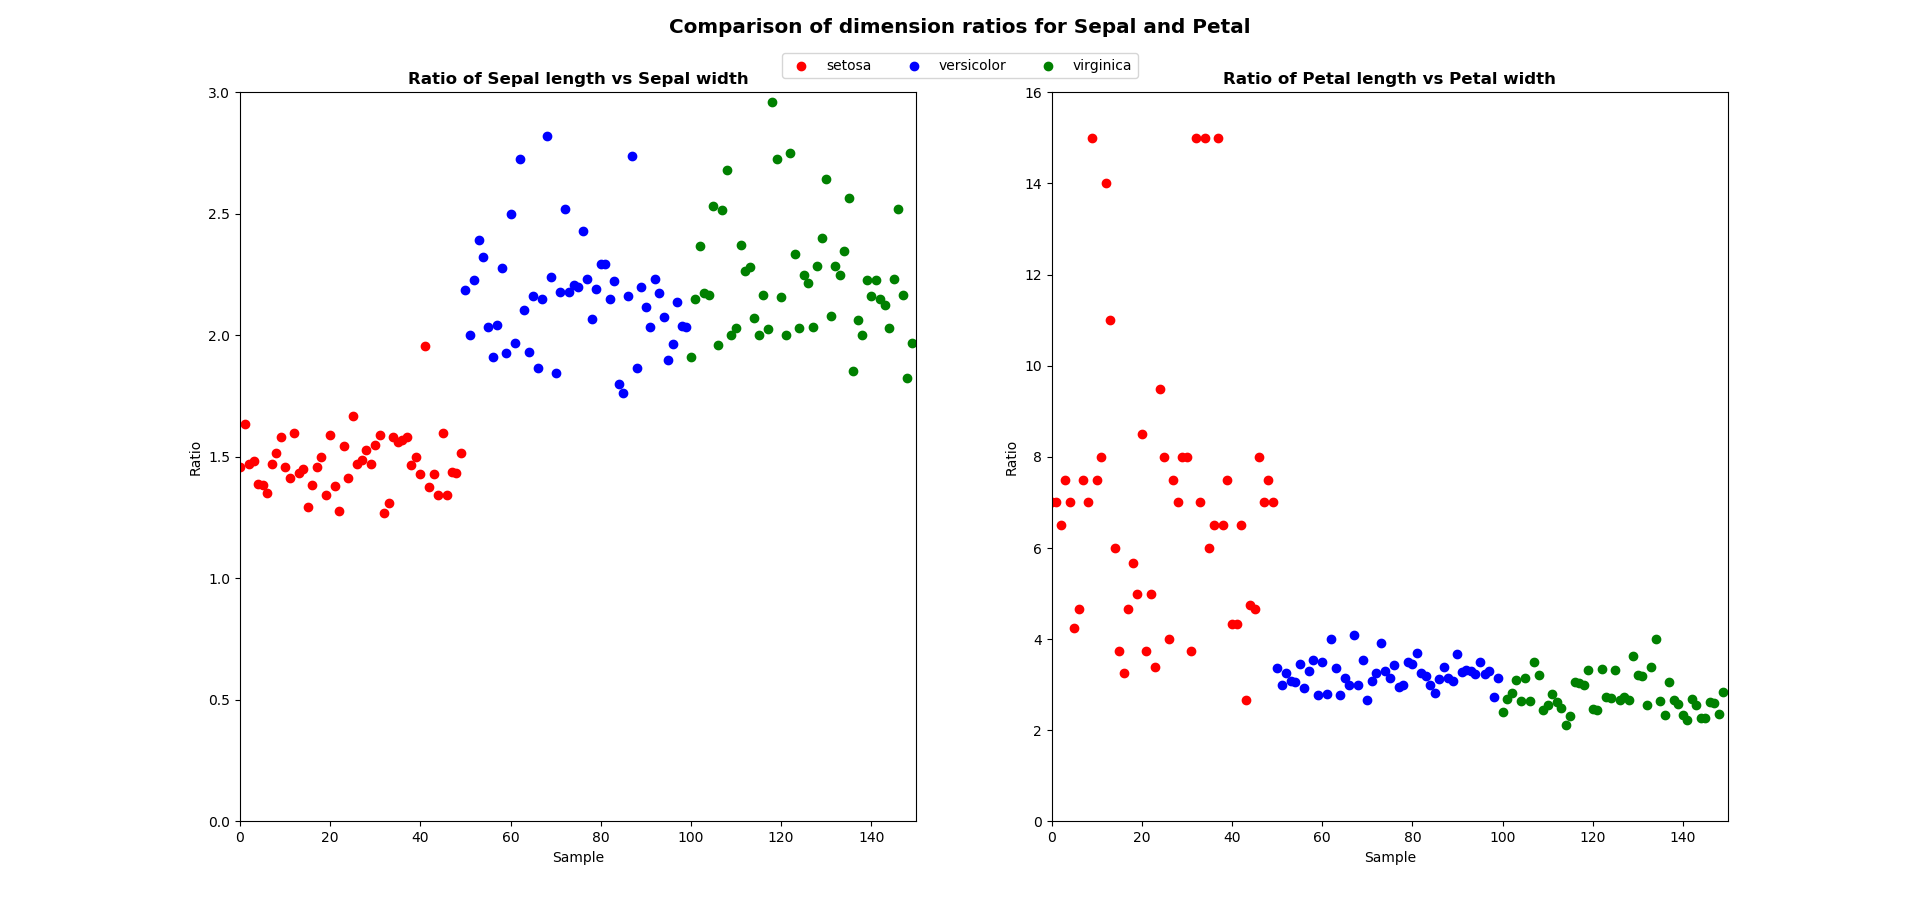 Comparison of dimension ratios for Sepal and Petal
setosa versicolor virginica
Ratio of Sepal length vs Sepal width
3.0
2.5
2.0
1.5
1.0
0.5
0.0
Ratio
0 20 40 60 80 100 120 140
Sample
Ratio of Petal length vs Petal width
16
14
12
10
8
6
4
2
0
Ratio
0 20 40 60 80 100 120 140
Sample